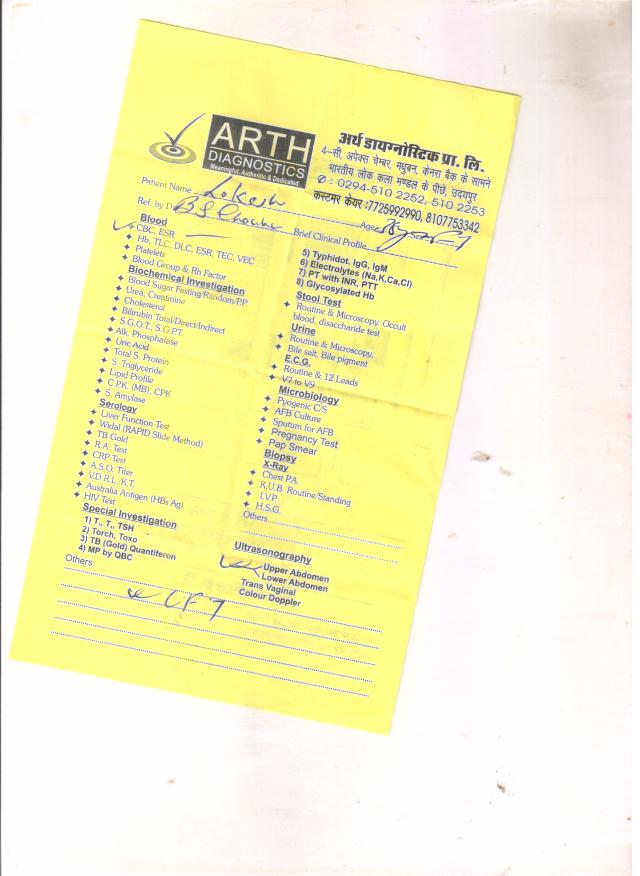 ARTH
DIAGNOSTICS
Meaningful, Authentic & Dedicated
अर्थ डायग्नोस्टिक प्रा. लि.
4-सी, अपेक्स चेम्बर, मधुबन, केनरा बैंक के सामने
भारतीय लोक कला मण्डल के पीछे, उदयपुर
✆ : 0294-510 2252, 510 2253
कस्टमर केयर :7725992990, 8107753342
Patient Name Lokesh
Ref. by D
Age
Brief Clinical Profile
Blood
CBC, ESR
Hb, TLC, DLC, ESR, TEC, VEC
Platelets
Blood Group & Rh Factor
Biochemical Investigation
Blood Sugar Fasting/Random/P.P.
Urea, Creatinine
Cholesterol
Bilirubin Total/Direct/Indirect
S.G.O.T., S.G.P.T.
Alk. Phosphatase
Uric Acid
Total S. Protein
S. Triglyceride
Lipid Profile
C.P.K. (MB), CPK
S. Amylase
Serology
Liver Function Test
Widal (RAPID Slide Method)
TB Gold
R.A. Test
CRP Test
A.S.O. Titer
V.D.R.L./K.T.
Australia Antigen (HBs Ag)
HIV Test
Special Investigation
1) T₃, T₄, TSH
2) Torch, Toxo
3) TB (Gold) Quantiferon
4) MP by QBC
Others
5) Typhidot. IgG, IgM
6) Electrolytes (Na,K,Ca,Cl)
7) PT with INR, PTT
8) Glycosylated Hb
Stool Test
Routine & Microscopy, Occult
blood, disaccharide test
Urine
Routine & Microscopy,
Bile salt, Bile pigment
E.C.G.
Routine & 12 Leads
V7 to V9
Microbiology
Pyogenic C/S
AFB Culture
Sputum for AFB
Pregnancy Test
Pap Smear
Biopsy
X-Ray
Chest P.A.
K.U.B. Routine/Standing
I.V.P.
H.S.G.
Others
Ultrasonography
Upper Abdomen
Lower Abdomen
Trans Vaginal
Colour Doppler